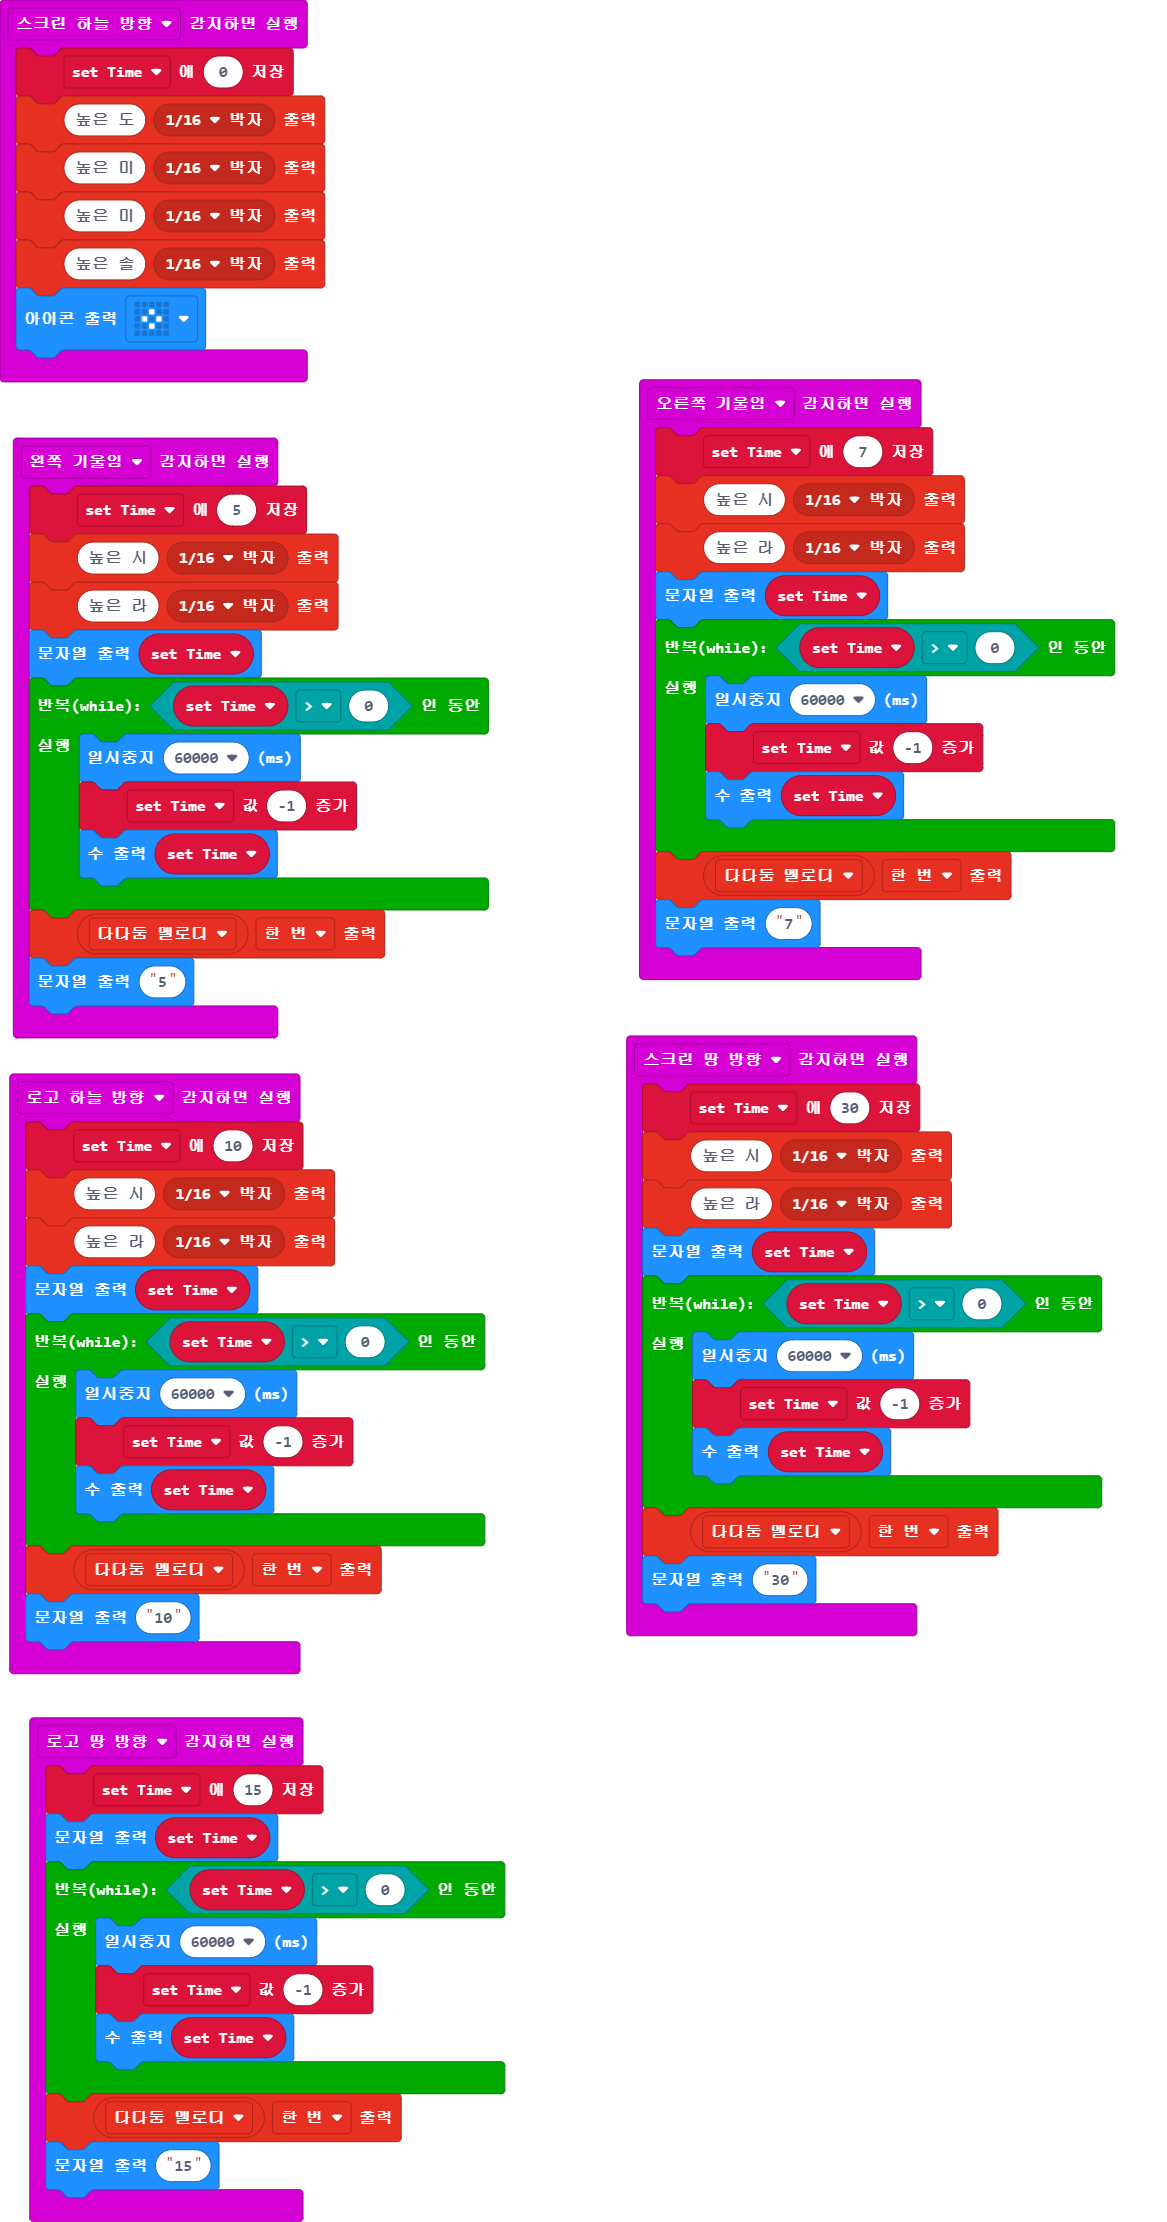 스크린 하늘 방향 감지하면 실행
set Time 에 0 저장
높은 도 1/16 박자 출력
높은 미 1/16 박자 출력
높은 미 1/16 박자 출력
높은 솔 1/16 박자 출력
아이콘 출력
왼쪽 기울임 감지하면 실행
set Time 에 5 저장
높은 시 1/16 박자 출력
높은 라 1/16 박자 출력
문자열 출력 set Time
반복(while): set Time > 0 인 동안
실행
일시중지 60000 (ms)
set Time 값 -1 증가
수 출력 set Time
다다둠 멜로디 한 번 출력
문자열 출력 "5"
오른쪽 기울임 감지하면 실행
set Time 에 7 저장
높은 시 1/16 박자 출력
높은 라 1/16 박자 출력
문자열 출력 set Time
반복(while): set Time > 0 인 동안
실행
일시중지 60000 (ms)
set Time 값 -1 증가
수 출력 set Time
다다둠 멜로디 한 번 출력
문자열 출력 "7"
로고 하늘 방향 감지하면 실행
set Time 에 10 저장
높은 시 1/16 박자 출력
높은 라 1/16 박자 출력
문자열 출력 set Time
반복(while): set Time > 0 인 동안
실행
일시중지 60000 (ms)
set Time 값 -1 증가
수 출력 set Time
다다둠 멜로디 한 번 출력
문자열 출력 "10"
스크린 땅 방향 감지하면 실행
set Time 에 30 저장
높은 시 1/16 박자 출력
높은 라 1/16 박자 출력
문자열 출력 set Time
반복(while): set Time > 0 인 동안
실행
일시중지 60000 (ms)
set Time 값 -1 증가
수 출력 set Time
다다둠 멜로디 한 번 출력
문자열 출력 "30"
로고 땅 방향 감지하면 실행
set Time 에 15 저장
문자열 출력 set Time
반복(while): set Time > 0 인 동안
실행
일시중지 60000 (ms)
set Time 값 -1 증가
수 출력 set Time
다다둠 멜로디 한 번 출력
문자열 출력 "15"